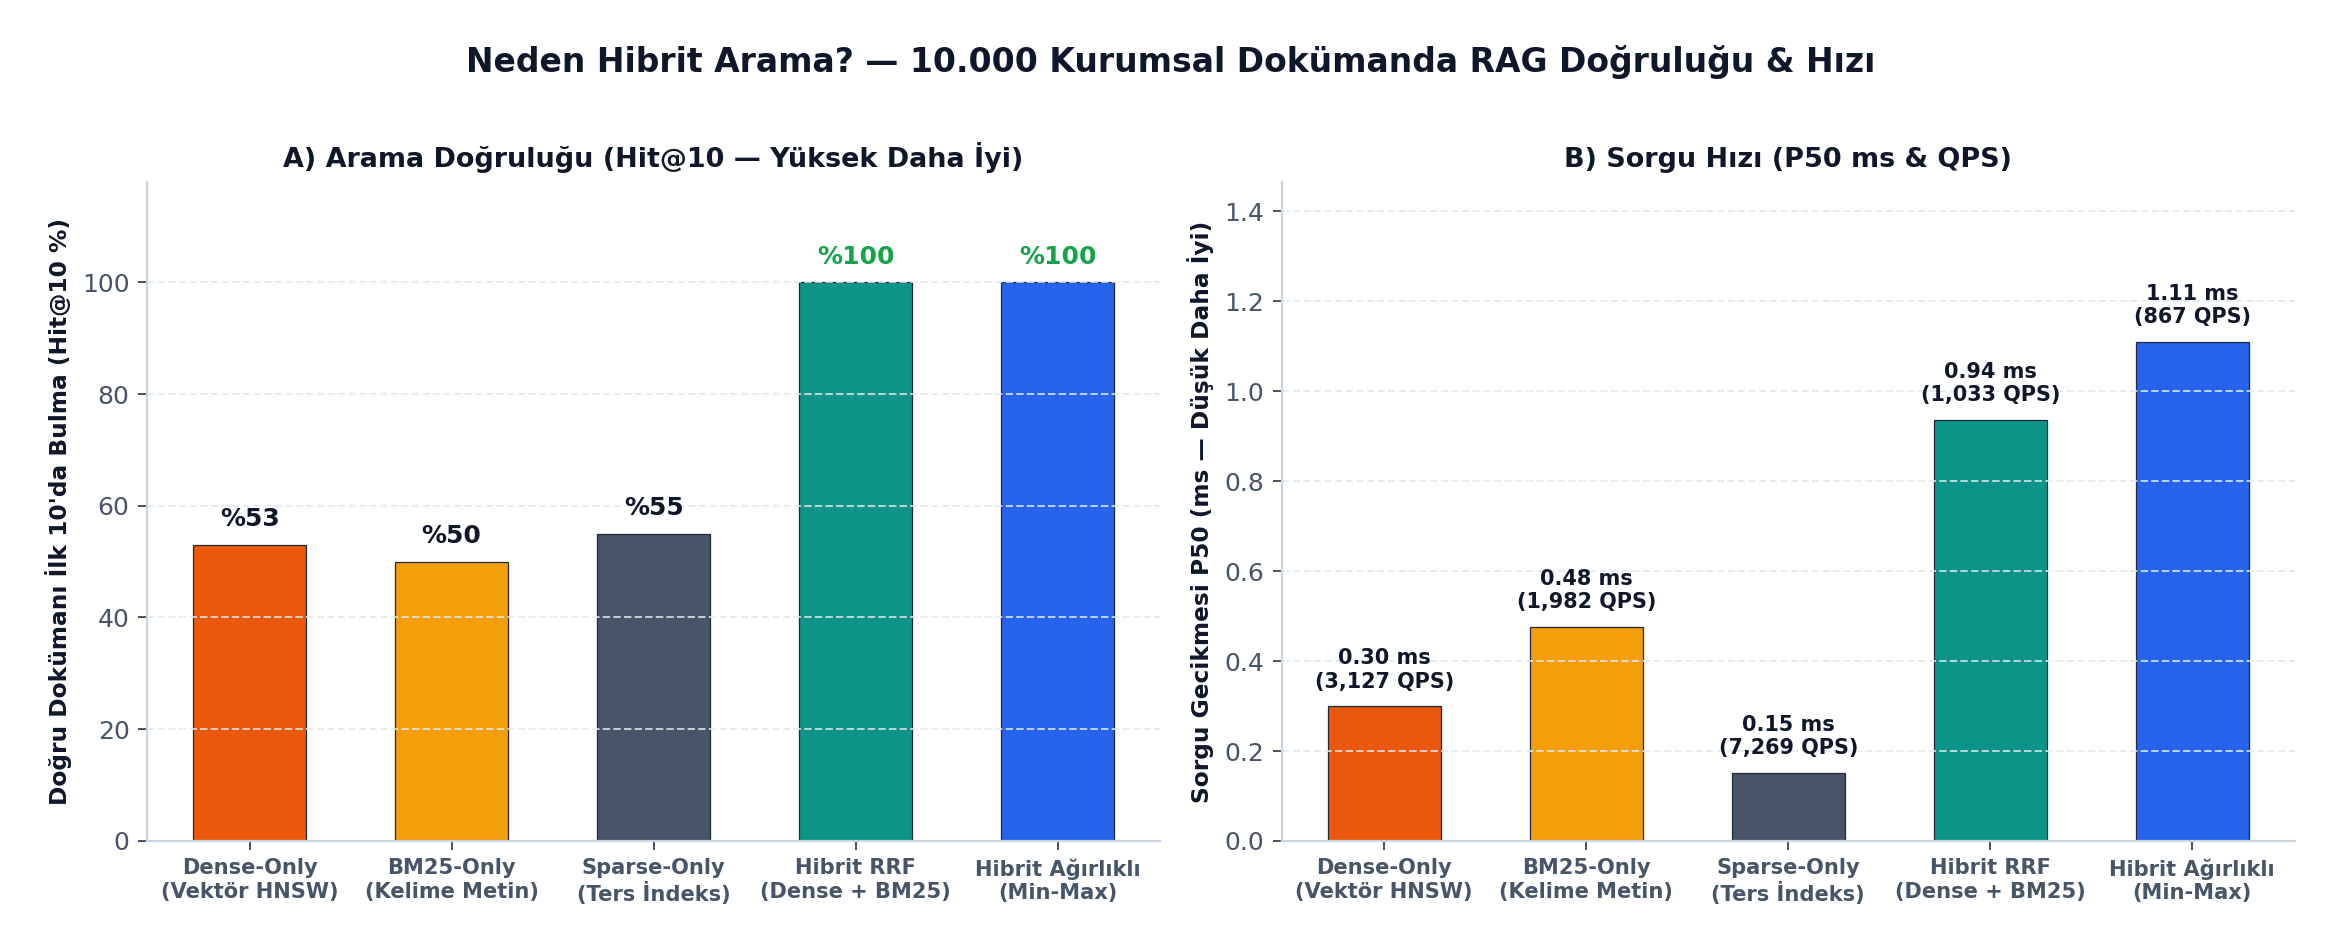 Neden Hibrit Arama? — 10.000 Kurumsal Dokümanda RAG Doğruluğu & Hızı
A) Arama Doğruluğu (Hit@10 — Yüksek Daha İyi)
Doğru Dokümanı İlk 10'da Bulma (Hit@10 %)
100
80
60
40
20
0
%53
%50
%55
%100
%100
Dense-Only
(Vektör HNSW)
BM25-Only
(Kelime Metin)
Sparse-Only
(Ters İndeks)
Hibrit RRF
(Dense + BM25)
Hibrit Ağırlıklı
(Min-Max)
B) Sorgu Hızı (P50 ms & QPS)
Sorgu Gecikmesi P50 (ms — Düşük Daha İyi)
1.4
1.2
1.0
0.8
0.6
0.4
0.2
0.0
0.30 ms
(3,127 QPS)
0.48 ms
(1,982 QPS)
0.15 ms
(7,269 QPS)
0.94 ms
(1,033 QPS)
1.11 ms
(867 QPS)
Dense-Only
(Vektör HNSW)
BM25-Only
(Kelime Metin)
Sparse-Only
(Ters İndeks)
Hibrit RRF
(Dense + BM25)
Hibrit Ağırlıklı
(Min-Max)